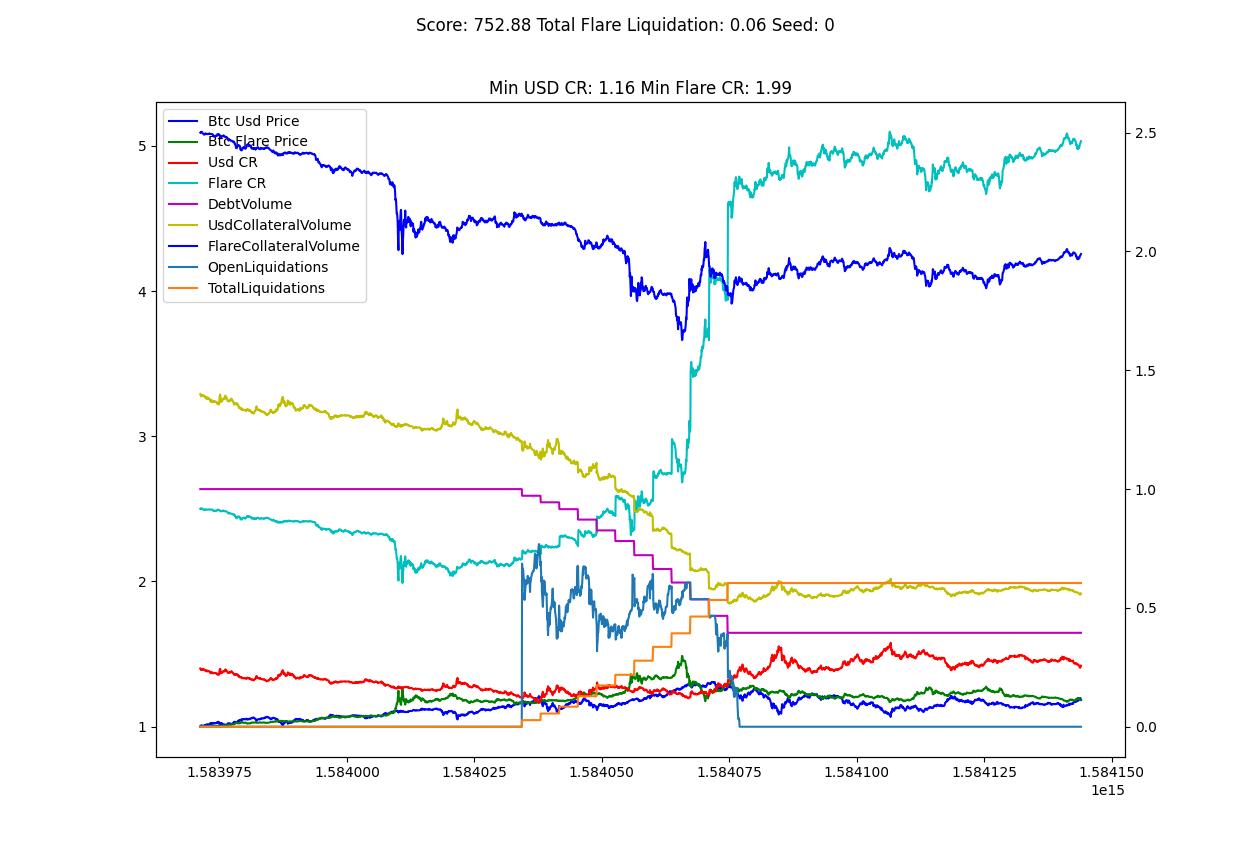 Score: 752.88 Total Flare Liquidation: 0.06 Seed: 0
Min USD CR: 1.16 Min Flare CR: 1.99
Btc Usd Price
Btc Flare Price
Usd CR
Flare CR
DebtVolume
UsdCollateralVolume
FlareCollateralVolume
OpenLiquidations
TotalLiquidations
5
4
3
2
1
2.5
2.0
1.5
1.0
0.5
0.0
1.583975
1.584000
1.584025
1.584050
1.584075
1.584100
1.584125
1.584150
1e15